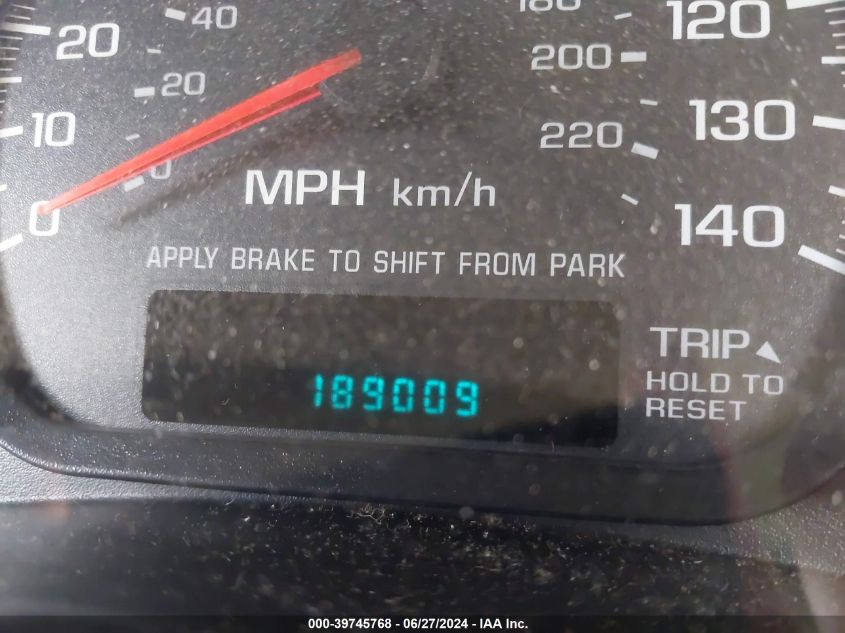 40
180
120
20
200
20
10
130
220
0
MPH km/h
0
140
APPLY BRAKE TO SHIFT FROM PARK
TRIP
HOLD TO
RESET
189009
000-39745768 | 06/27/2024 - IAA Inc.